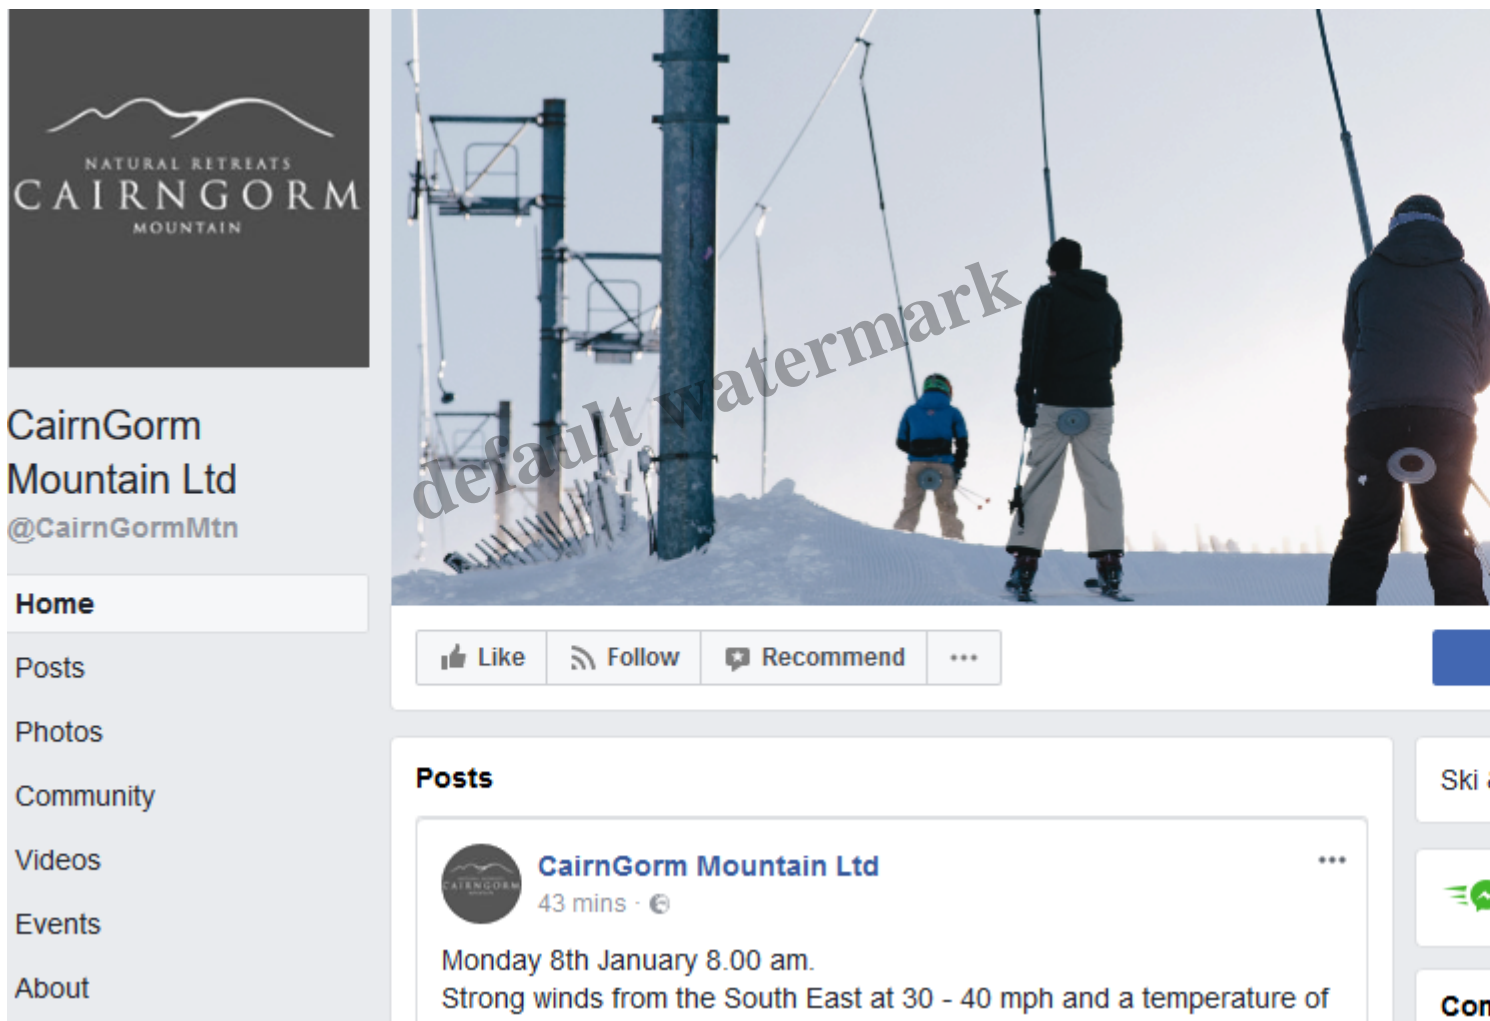 NATURAL RETREATS
CAIRNGORM
MOUNTAIN
CairnGorm
Mountain Ltd
@CairnGormMtn
Home
Posts
Photos
Community
Videos
Events
About
default watermark
Like
Follow
Recommend
Posts
CAIRNGORM
CairnGorm Mountain Ltd
43 mins
Monday 8th January 8.00 am.
Strong winds from the South East at 30 - 40 mph and a temperature of
Ski